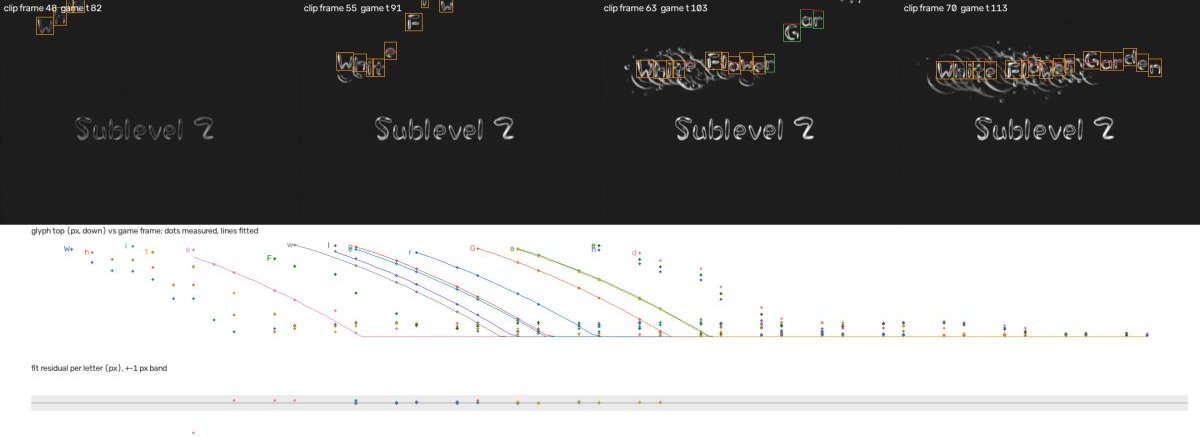 clip frame 48 game t 82
W
Sublevel 2
clip frame 55 game t 91
F W
White
Sublevel 2
clip frame 63 game t 103
Gar
White Flower
Sublevel 2
clip frame 70 game t 113
White Flower Garden
Sublevel 2
glyph top (px, down) vs game frame: dots measured, lines fitted
W h i t e F w l e r G a n d
fit residual per letter (px), +-1 px band